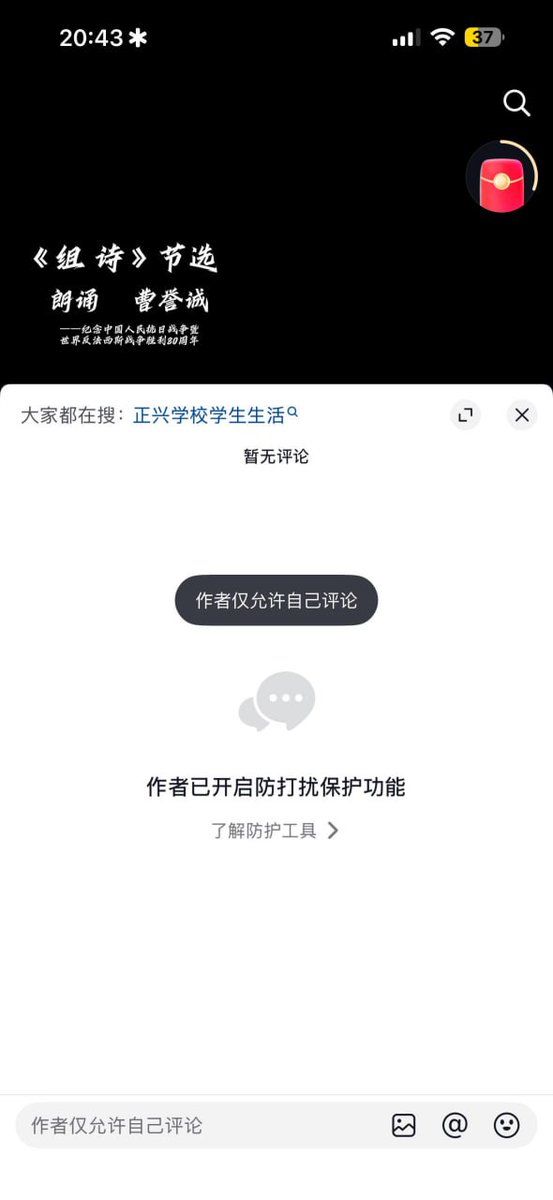 20:43
37
《组诗》节选
朗诵 曹誉诚
——纪念中国人民抗日战争暨
世界反法西斯战争胜利80周年
大家都在搜：正兴学校学生生活
暂无评论
作者仅允许自己评论
作者已开启防打扰保护功能
了解防护工具
作者仅允许自己评论